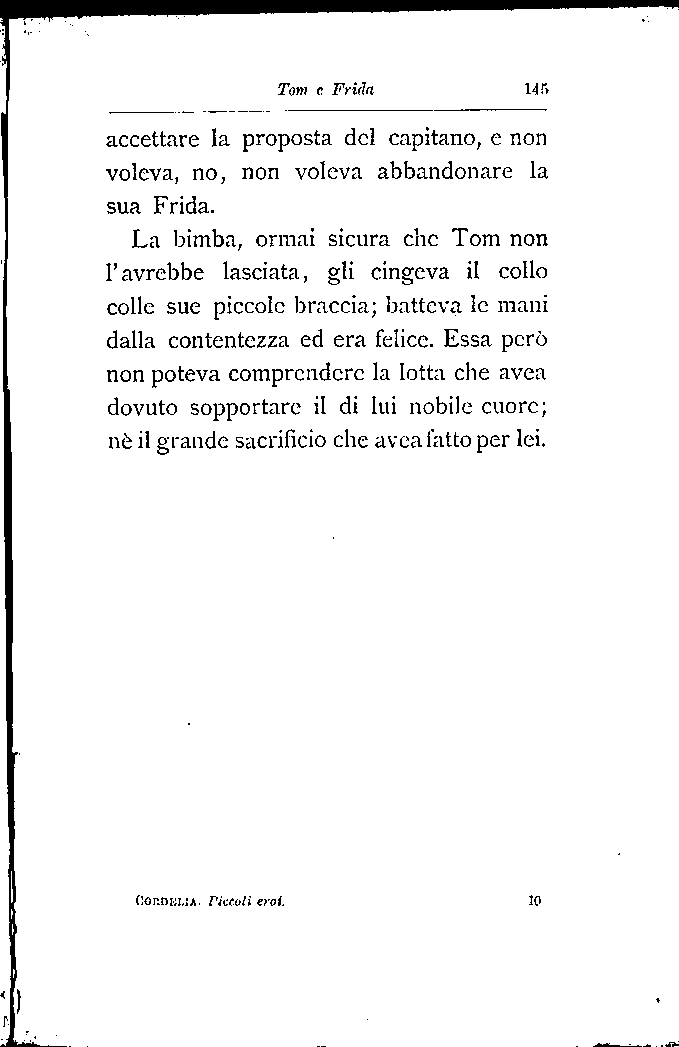 Tom e Frida 145
accettare la proposta del capitano, e non
voleva, no, non voleva abbandonare la
sua Frida.
La bimba, ormai sicura che Tom non
l'avrebbe lasciata, gli cingeva il collo
colle sue piccole braccia; batteva le mani
dalla contentezza ed era felice. Essa però
non poteva comprendere la lotta che avea
dovuto sopportare il di lui nobile cuore;
nè il grande sacrificio che avea fatto per lei.
CORDELIA. Piccoli eroi. 10